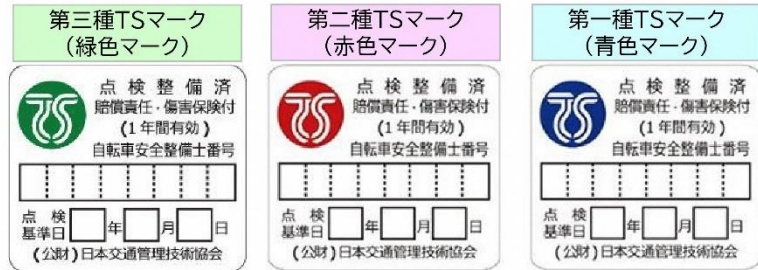 第三種TSマーク
（緑色マーク）
TS
点検整備済
賠償責任・傷害保険付
（1年間有効）
自転車安全整備士番号
点検
基準日 年 月 日
（公財）日本交通管理技術協会
第二種TSマーク
（赤色マーク）
TS
点検整備済
賠償責任・傷害保険付
（1年間有効）
自転車安全整備士番号
点検
基準日 年 月 日
（公財）日本交通管理技術協会
第一種TSマーク
（青色マーク）
TS
点検整備済
賠償責任・傷害保険付
（1年間有効）
自転車安全整備士番号
点検
基準日 年 月 日
（公財）日本交通管理技術協会